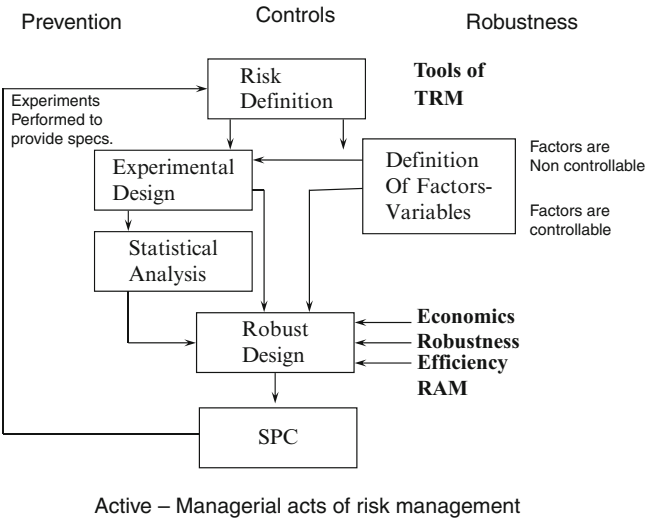 Prevention
Controls
Robustness
Risk
Definition
Tools of
TRM
Experiments
Performed to
provide specs.
Experimental
Design
Definition
Of Factors-
Variables
Factors are
Non controllable
Factors are
controllable
Statistical
Analysis
Robust
Design
Economics
Robustness
Efficiency
RAM
SPC
Active – Managerial acts of risk management